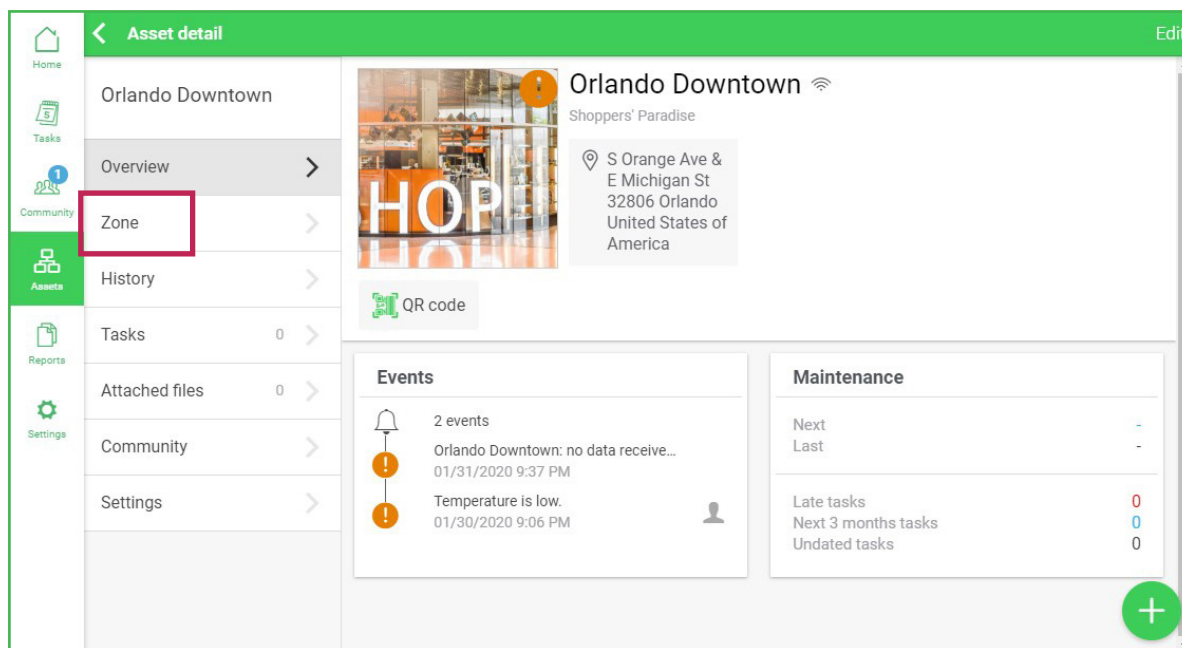 Home
Tasks
5
1
Community
Assets
Reports
Settings
Asset detail
Edit
Orlando Downtown
Overview
Zone
History
Tasks 0
Attached files 0
Community
Settings
HOP
Orlando Downtown
Shoppers' Paradise
S Orange Ave &
E Michigan St
32806 Orlando
United States of
America
QR code
Events
2 events
Orlando Downtown: no data receive...
01/31/2020 9:37 PM
Temperature is low.
01/30/2020 9:06 PM
Maintenance
Next -
Last -
Late tasks 0
Next 3 months tasks 0
Undated tasks 0